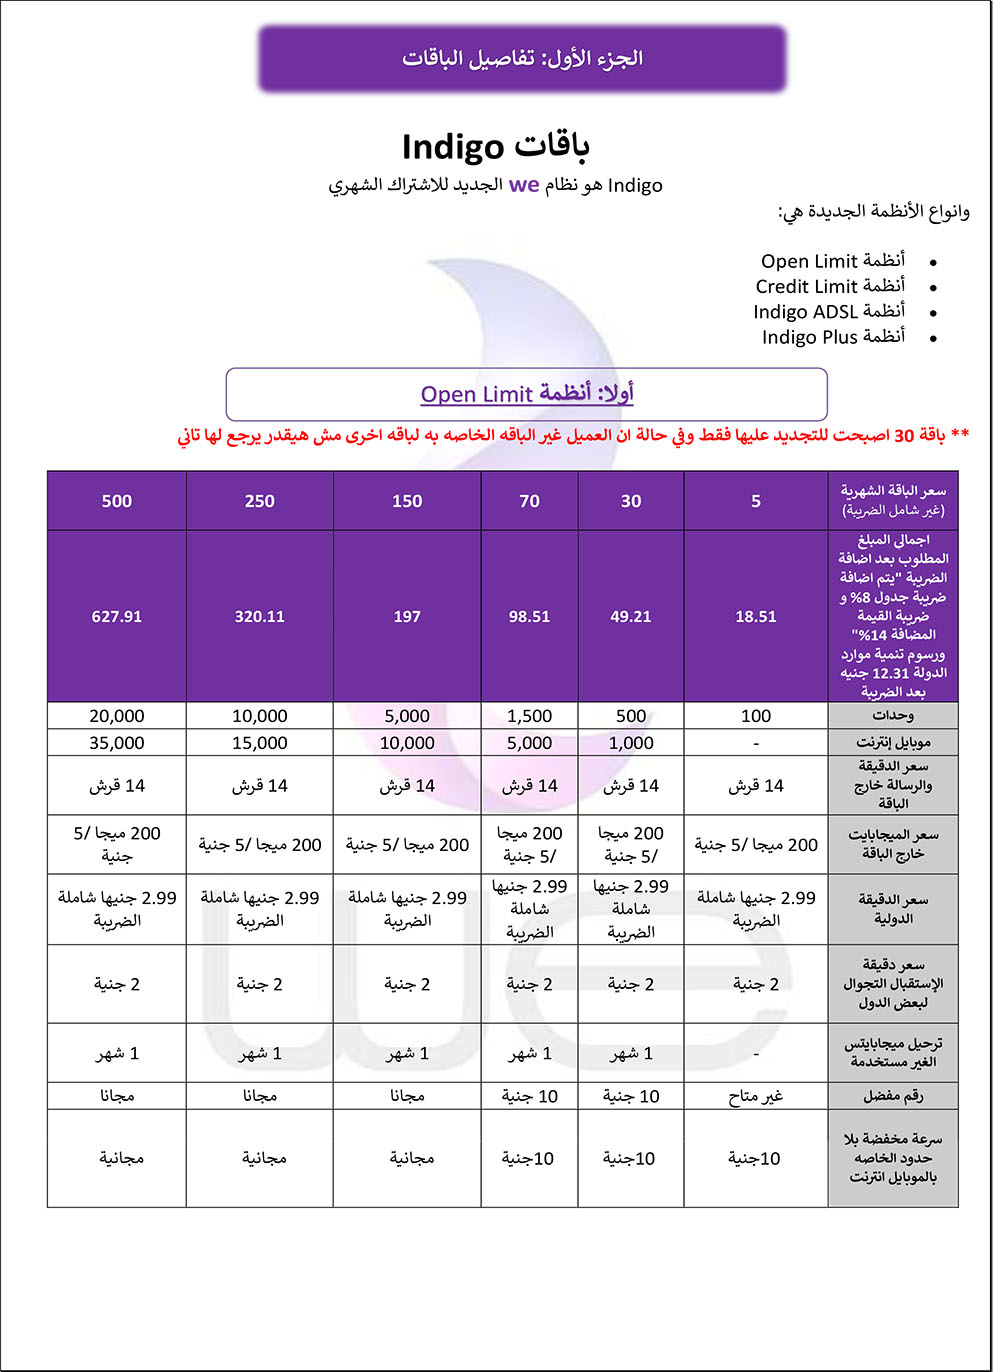 الجزء الأول: تفاصيل الباقات
باقات Indigo
Indigo هو نظام we الجديد للاشتراك الشهري
وانواع الأنظمة الجديدة هي:
• أنظمة Open Limit
• أنظمة Credit Limit
• أنظمة Indigo ADSL
• أنظمة Indigo Plus
أولا: أنظمة Open Limit
** باقة 30 اصبحت للتجديد عليها فقط وفي حالة ان العميل غير الباقه الخاصه به لباقه اخرى مش هيقدر يرجع لها تاني
سعر الباقة الشهرية
(غير شامل الضريبة)
5
30
70
150
250
500
اجمالى المبلغ
المطلوب بعد اضافة
الضريبة "يتم اضافة
ضريبة جدول 8% و
ضريبة القيمة
المضافة 14%"
ورسوم تنمية موارد
الدولة 12.31 جنيه
بعد الضريبة
18.51
49.21
98.51
197
320.11
627.91
وحدات
100
500
1,500
5,000
10,000
20,000
موبايل إنترنت
-
1,000
5,000
10,000
15,000
35,000
سعر الدقيقة
والرسالة خارج
الباقة
14 قرش
14 قرش
14 قرش
14 قرش
14 قرش
14 قرش
سعر الميجابايت
خارج الباقة
200 ميجا /5 جنية
200 ميجا
/5 جنية
200 ميجا
/5 جنية
200 ميجا /5 جنية
200 ميجا /5 جنية
200 ميجا /5
جنية
سعر الدقيقة
الدولية
2.99 جنيها شاملة
الضريبة
2.99 جنيها
شاملة
الضريبة
2.99 جنيها
شاملة
الضريبة
2.99 جنيها شاملة
الضريبة
2.99 جنيها شاملة
الضريبة
2.99 جنيها شاملة
الضريبة
سعر دقيقة
الإستقبال التجوال
لبعض الدول
2 جنية
2 جنية
2 جنية
2 جنية
2 جنية
2 جنية
ترحيل ميجابايتس
الغير مستخدمة
-
1 شهر
1 شهر
1 شهر
1 شهر
1 شهر
رقم مفضل
غير متاح
10 جنية
10 جنية
مجانا
مجانا
مجانا
سرعة مخفضة بلا
حدود الخاصه
بالموبايل انترنت
10جنية
10جنية
10جنية
مجانية
مجانية
مجانية
we